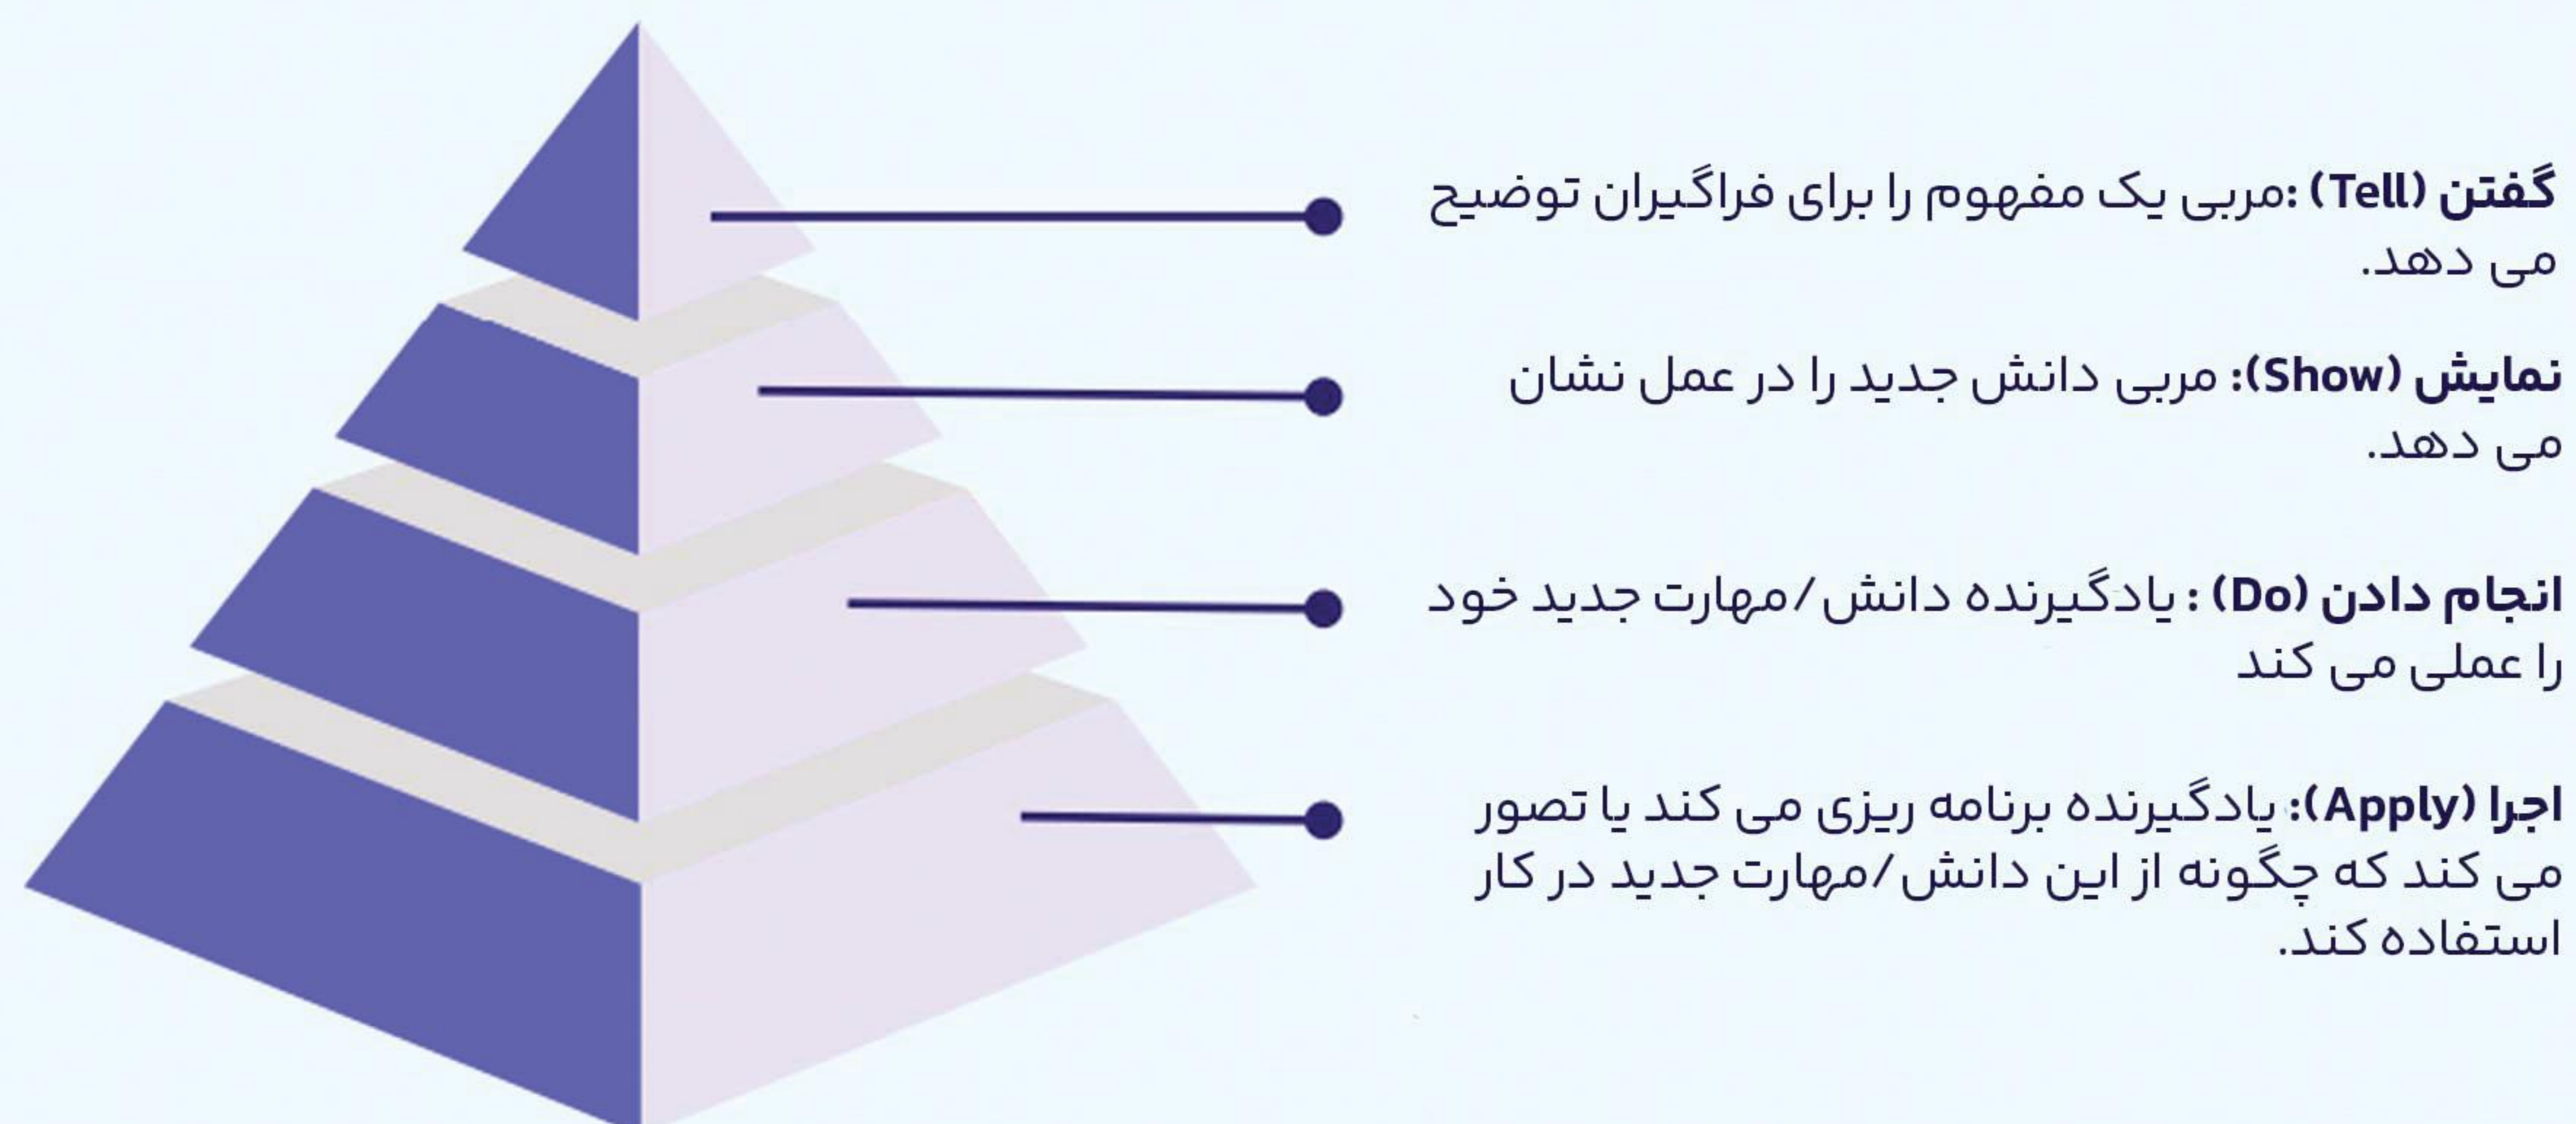 گفتن (Tell) :مربی یک مفهوم را برای فراگیران توضیح
می دهد.
نمایش (Show): مربی دانش جدید را در عمل نشان
می دهد.
انجام دادن (Do) : یادگیرنده دانش/مهارت جدید خود
را عملی می کند
اجرا (Apply): یادگیرنده برنامه ریزی می کند یا تصور
می کند که چگونه از این دانش/مهارت جدید در کار
استفاده کند.